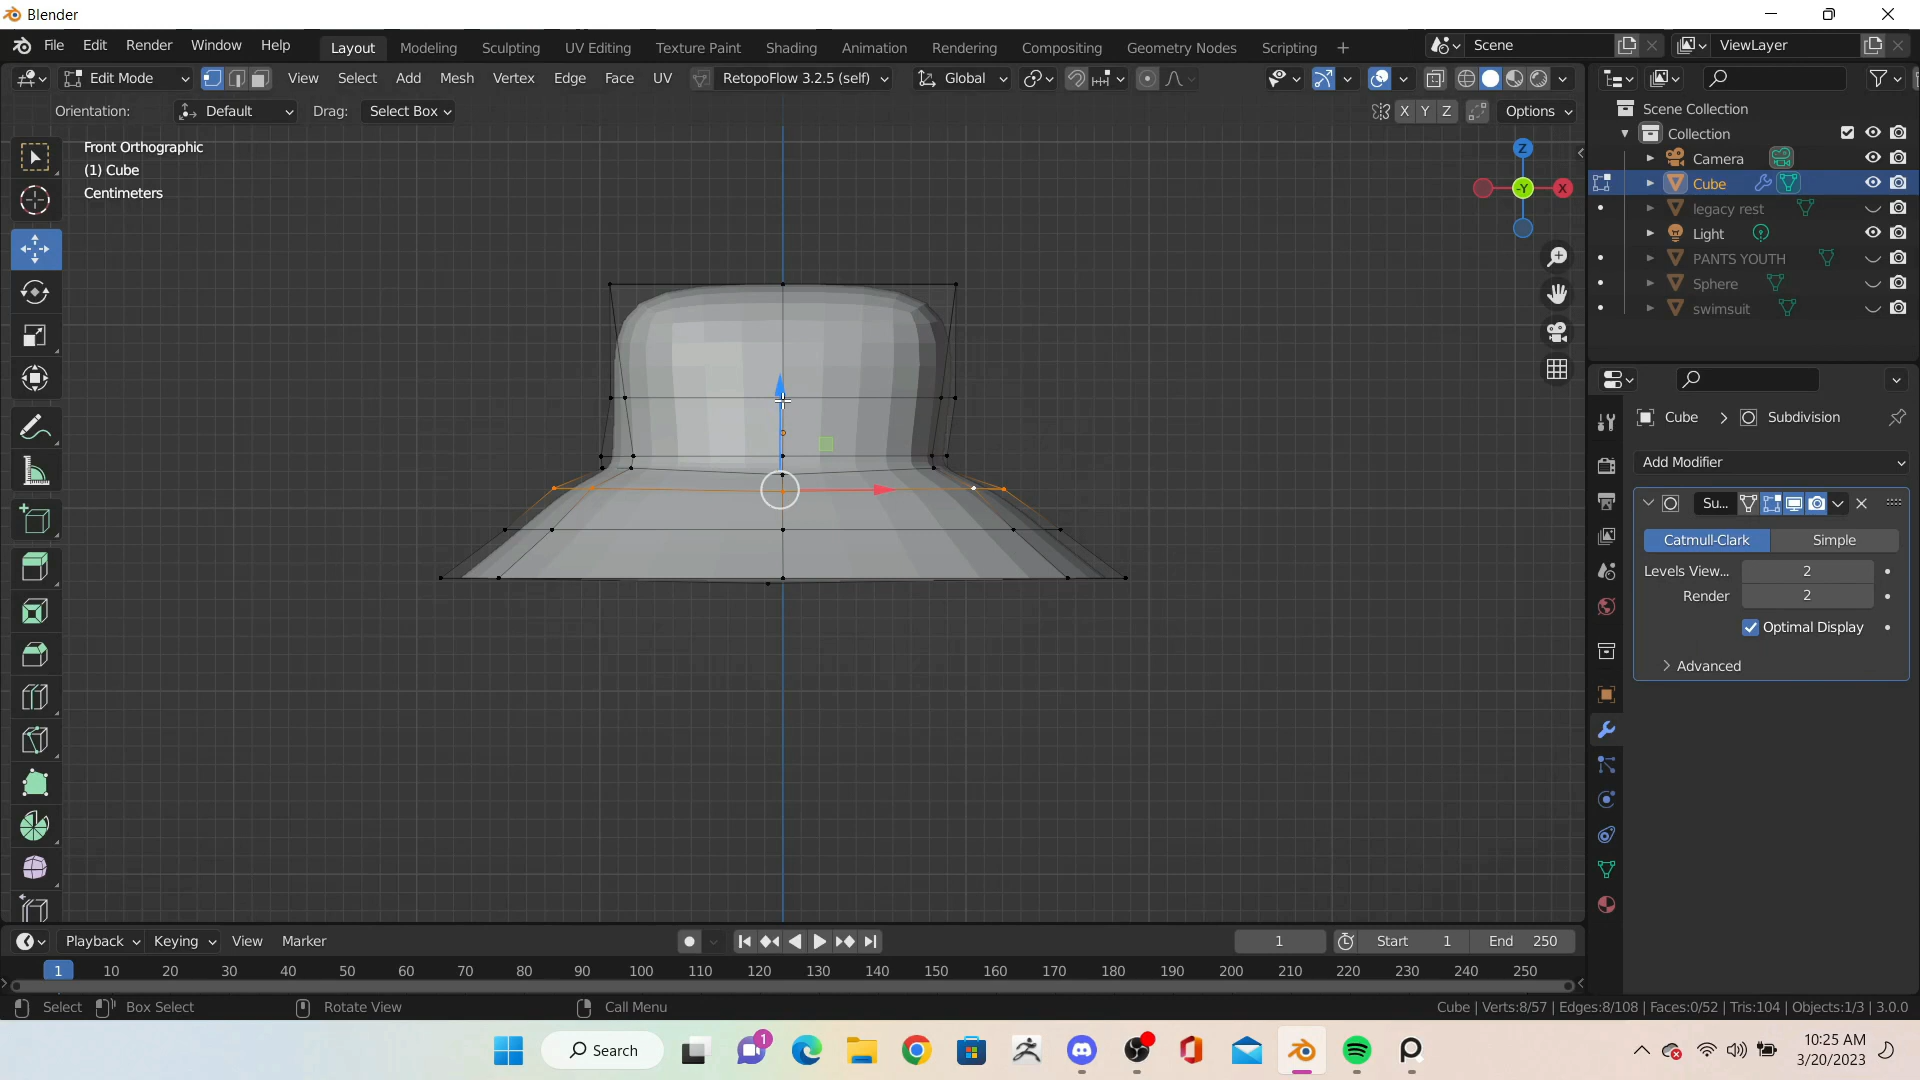 Blender
File Edit Render Window Help Layout Modeling Sculpting UV Editing Texture Paint Shading Animation Rendering Compositing Geometry Nodes Scripting + Scene ViewLayer
Edit Mode View Select Add Mesh Vertex Edge Face UV RetopoFlow 3.2.5 (self) Global
Orientation: Default Drag: Select Box X Y Z Options
Scene Collection
Collection
Camera
Cube
legacy rest
Light
PANTS YOUTH
Sphere
swimsuit
Front Orthographic
(1) Cube
Centimeters
Z
-Y X
Cube > Subdivision
Add Modifier
Su...
Catmull-Clark Simple
Levels View... 2
Render 2
Optimal Display
Advanced
Playback Keying View Marker 1 Start 1 End 250
1 10 20 30 40 50 60 70 80 90 100 110 120 130 140 150 160 170 180 190 200 210 220 230 240 250
Select Box Select Rotate View Call Menu Cube | Verts:8/57 | Edges:8/108 | Faces:0/52 | Tris:104 | Objects:1/3 | 3.0.0
Search 1 10:25 AM
3/20/2023